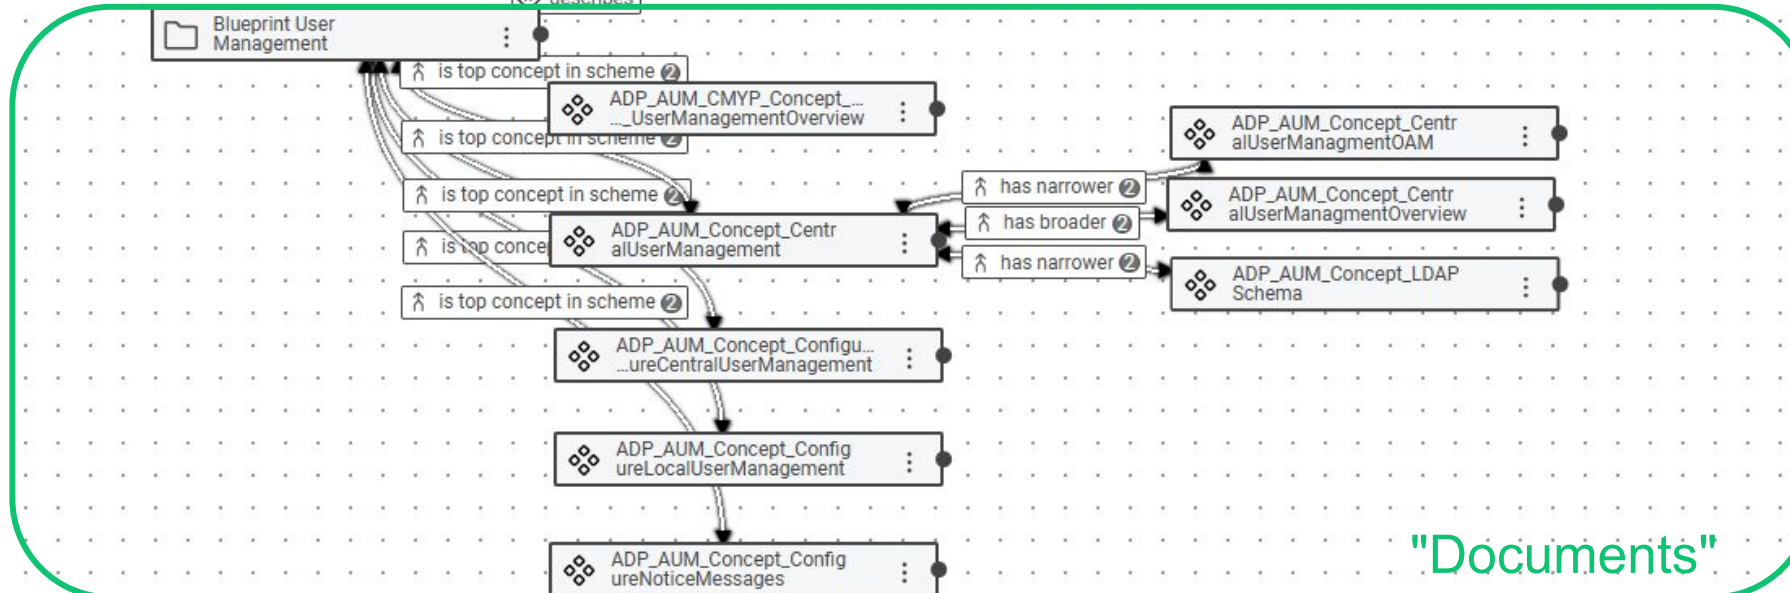 describes
Blueprint User
Management
is top concept in scheme 2
ADP_AUM_CMYP_Concept_...
..._UserManagementOverview
is top concept in scheme 2
ADP_AUM_Concept_Centr
alUserManagmentOAM
is top concept in scheme 2
has narrower 2
ADP_AUM_Concept_Centr
alUserManagmentOverview
has broader 2
ADP_AUM_Concept_Centr
alUserManagement
is top concep
has narrower 2
ADP_AUM_Concept_LDAP
Schema
is top concept in scheme 2
ADP_AUM_Concept_Configu...
...ureCentralUserManagement
ADP_AUM_Concept_Config
ureLocalUserManagement
ADP_AUM_Concept_Config
ureNoticeMessages
"Documents"